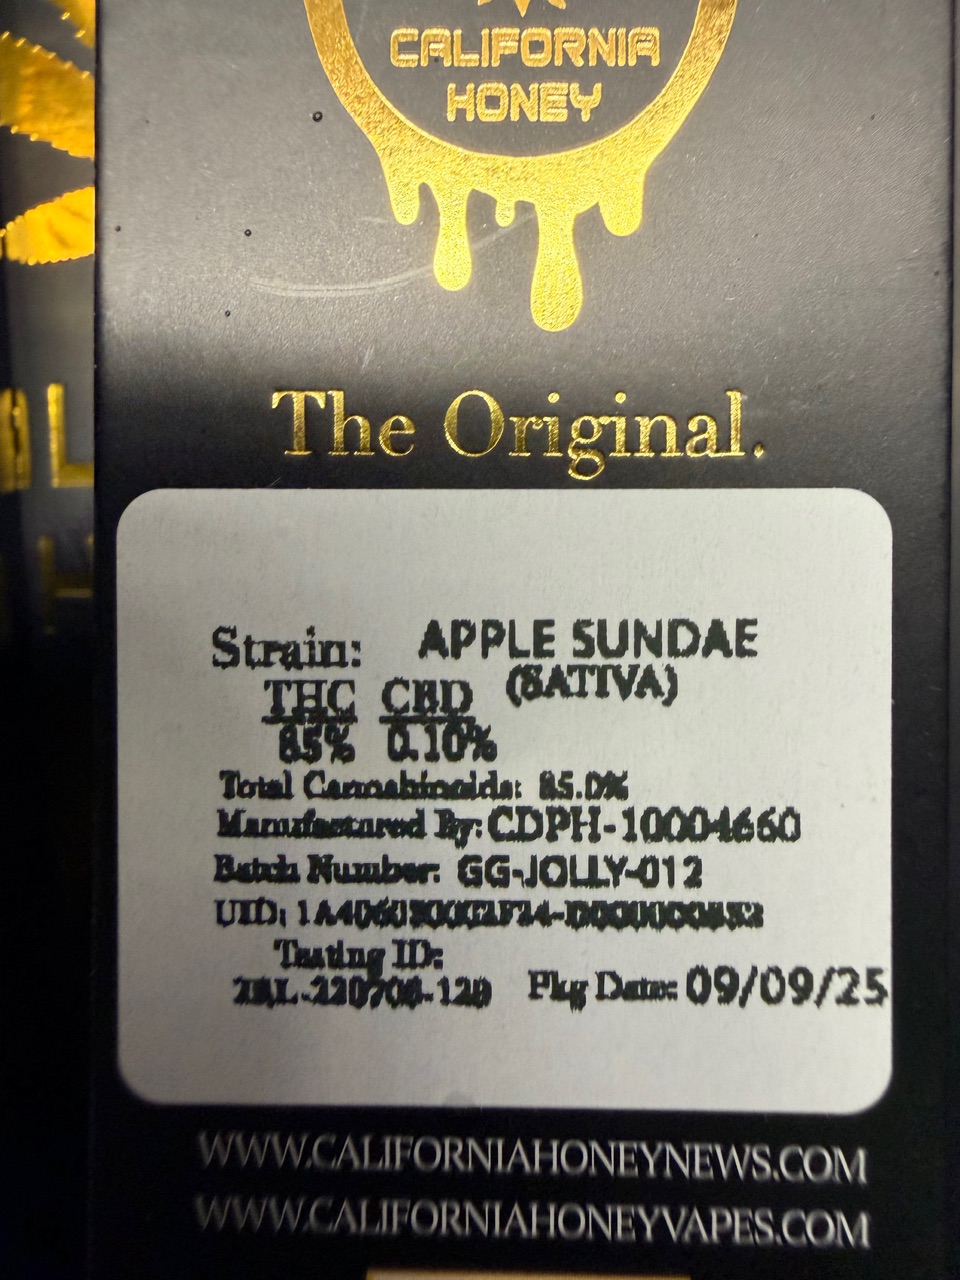 CALIFORNIA
HONEY
The Original.
Strain: APPLE SUNDAE
(SATIVA)
THC CBD
85% 0.10%
Total Cannabinoids: 85.0%
Manufactured By: CDPH-10004660
Batch Number: GG-JOLLY-012
UID:
Testing ID:
Pkg Date: 09/09/25
WWW.CALIFORNIAHONEYNEWS.COM
WWW.CALIFORNIAHONEYVAPES.COM